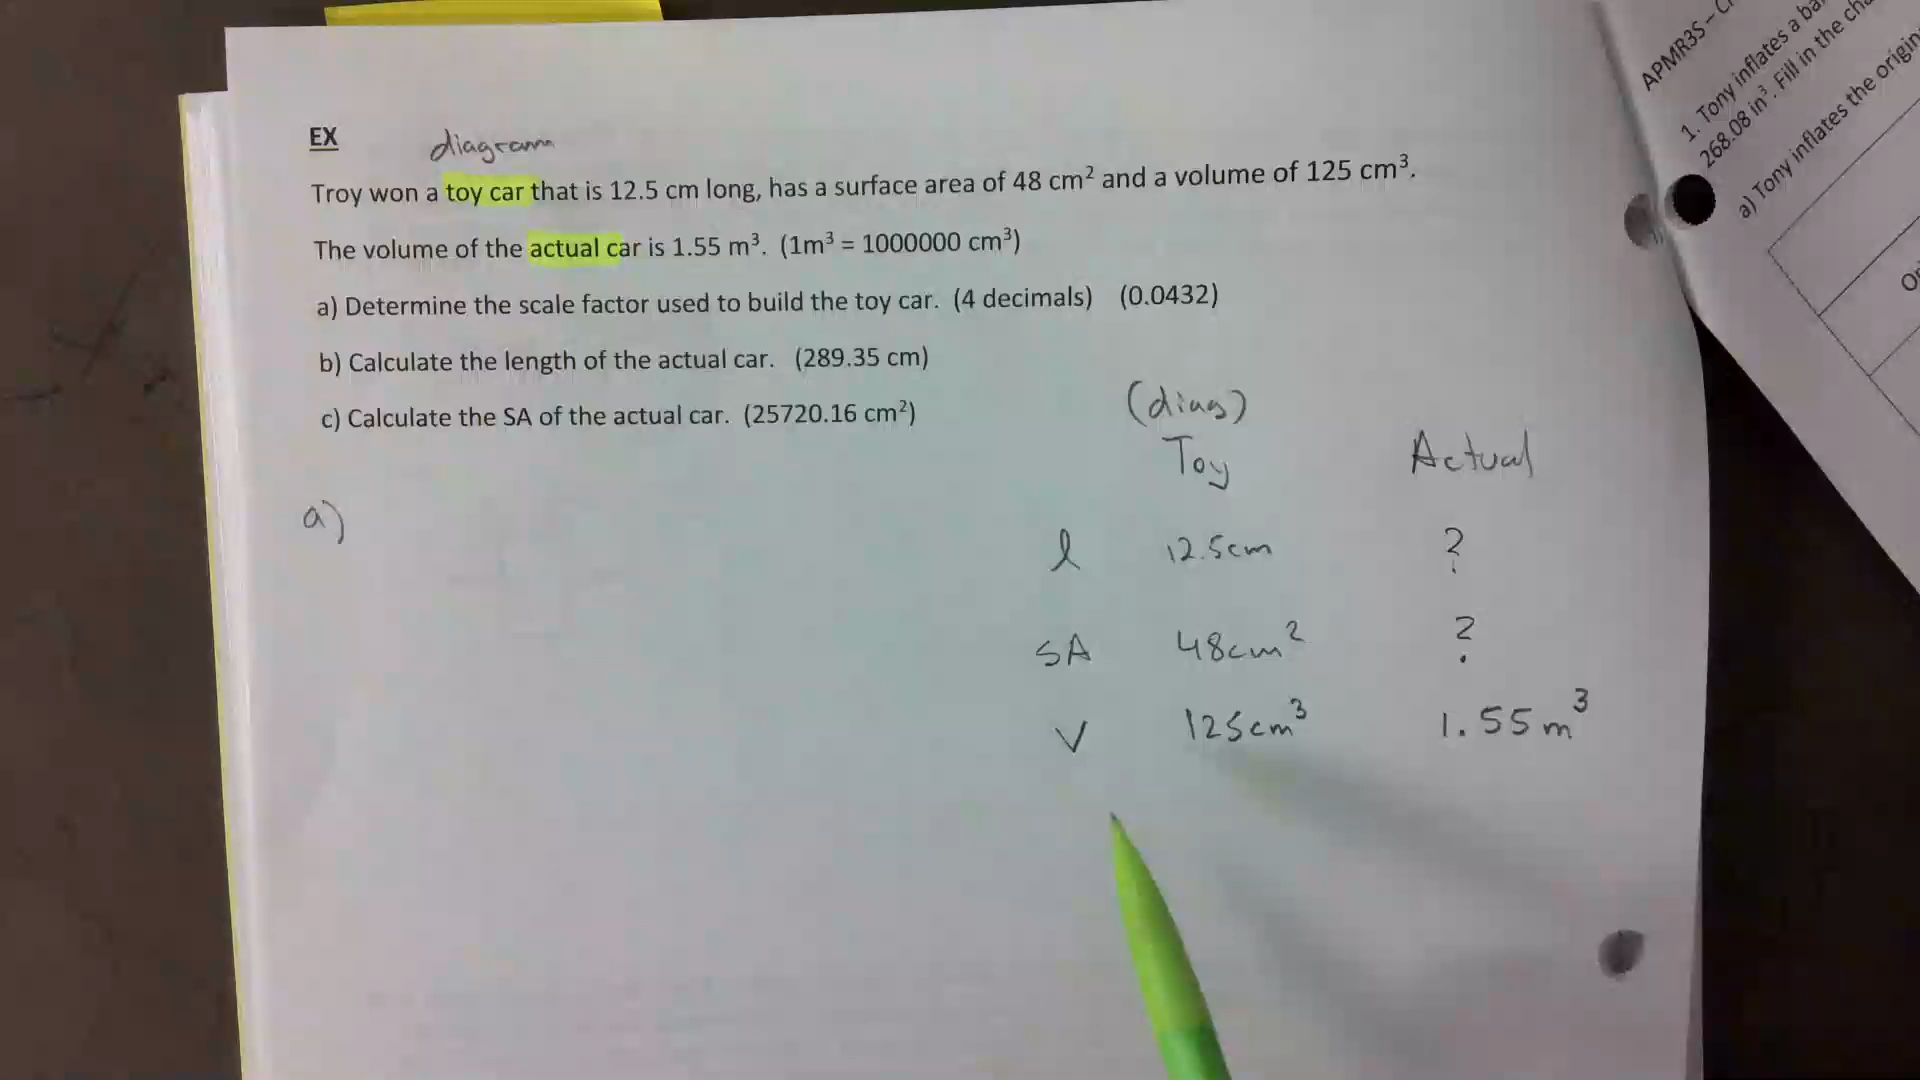 EX
diagram
Troy won a toy car that is 12.5 cm long, has a surface area of 48 cm² and a volume of 125 cm³.
The volume of the actual car is 1.55 m³. (1m³ = 1000000 cm³)
a) Determine the scale factor used to build the toy car. (4 decimals) (0.0432)
b) Calculate the length of the actual car. (289.35 cm)
c) Calculate the SA of the actual car. (25720.16 cm²)
(diag)
Toy Actual
a)
l 12.5cm ?
SA 48cm² ?
V 125cm³ 1.55m³
APMR3S –
1. Tony inflates a
268.08 in³. Fill in the
a) Tony inflates the